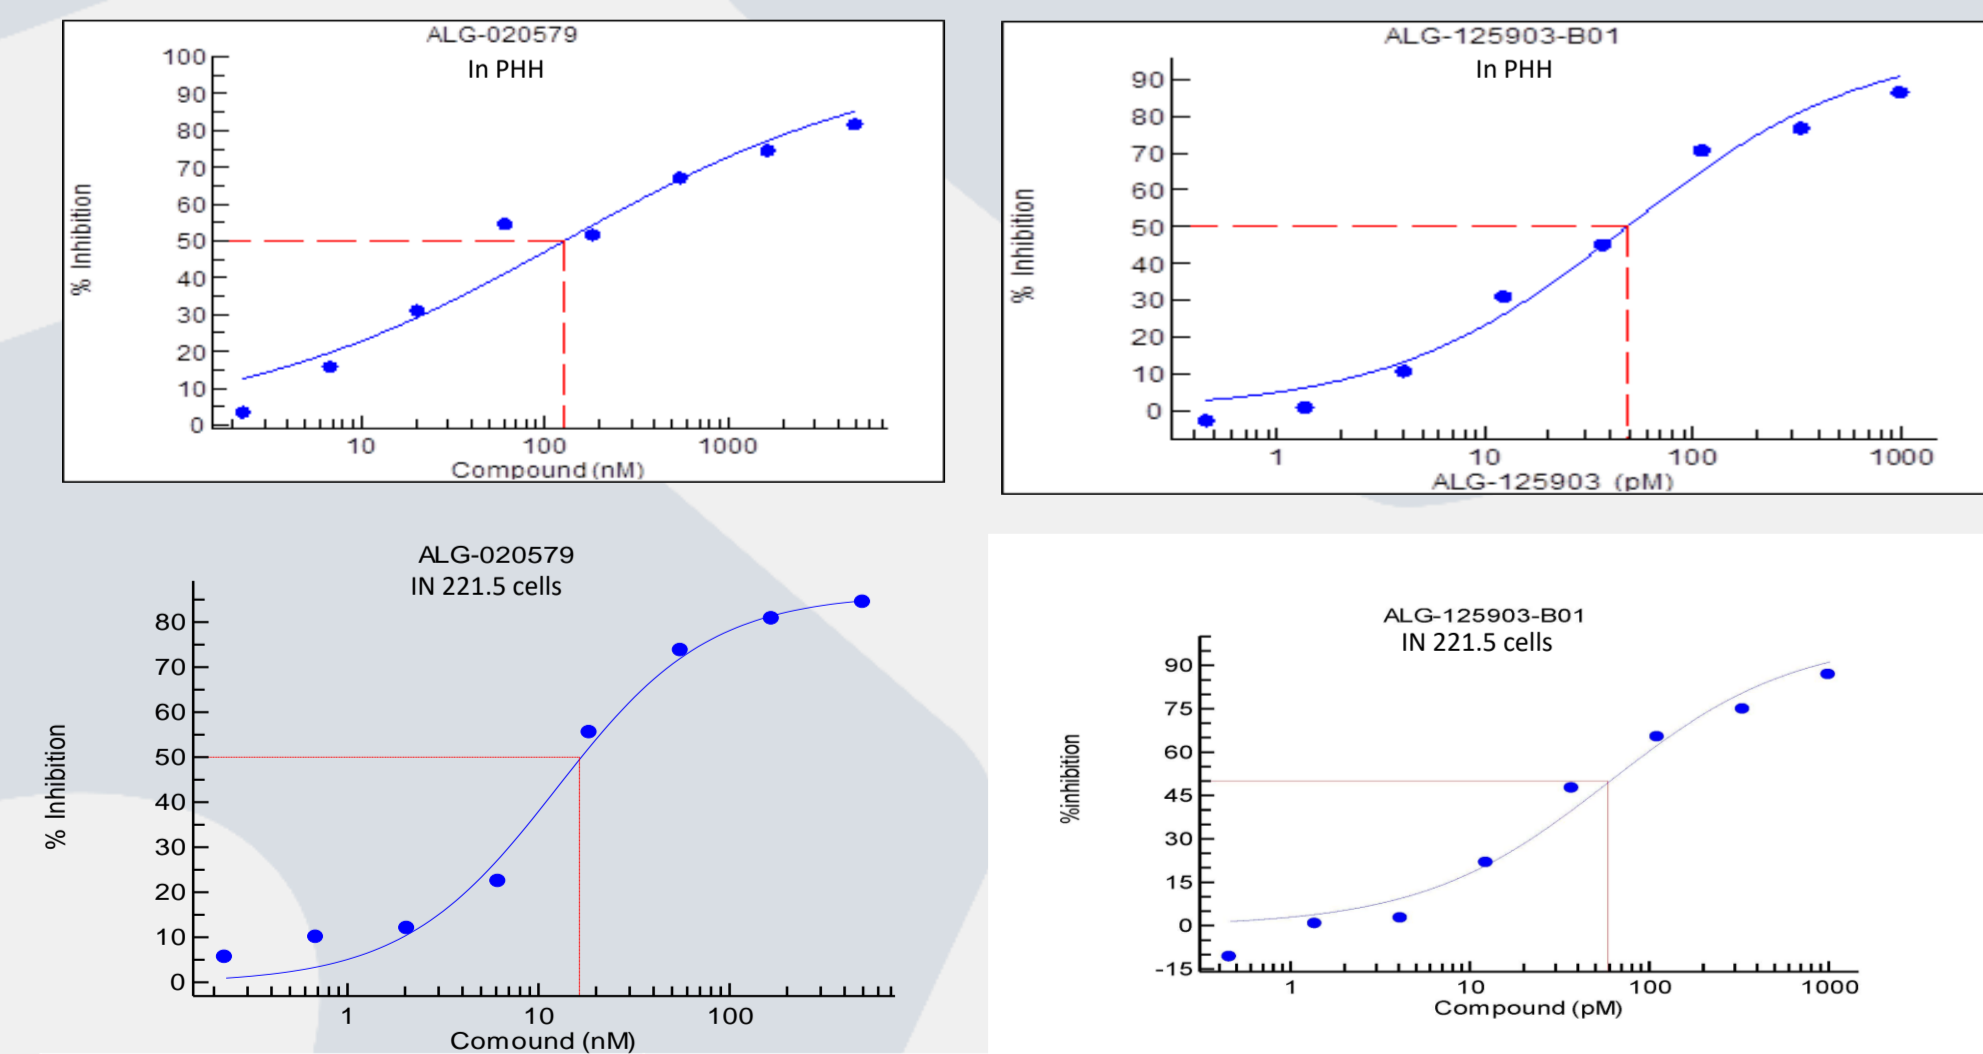 ALG-020579
In PHH
100
90
80
70
60
50
40
30
20
10
0
% Inhibition
10 100 1000
Compound (nM)
ALG-125903-B01
In PHH
90
80
70
60
50
40
30
20
10
0
% Inhibition
1 10 100 1000
ALG-125903 (pM)
ALG-020579
IN 221.5 cells
80
70
60
50
40
30
20
10
0
% Inhibition
1 10 100
Comound (nM)
ALG-125903-B01
IN 221.5 cells
90
75
60
45
30
15
0
-15
%inhibition
1 10 100 1000
Compound (pM)